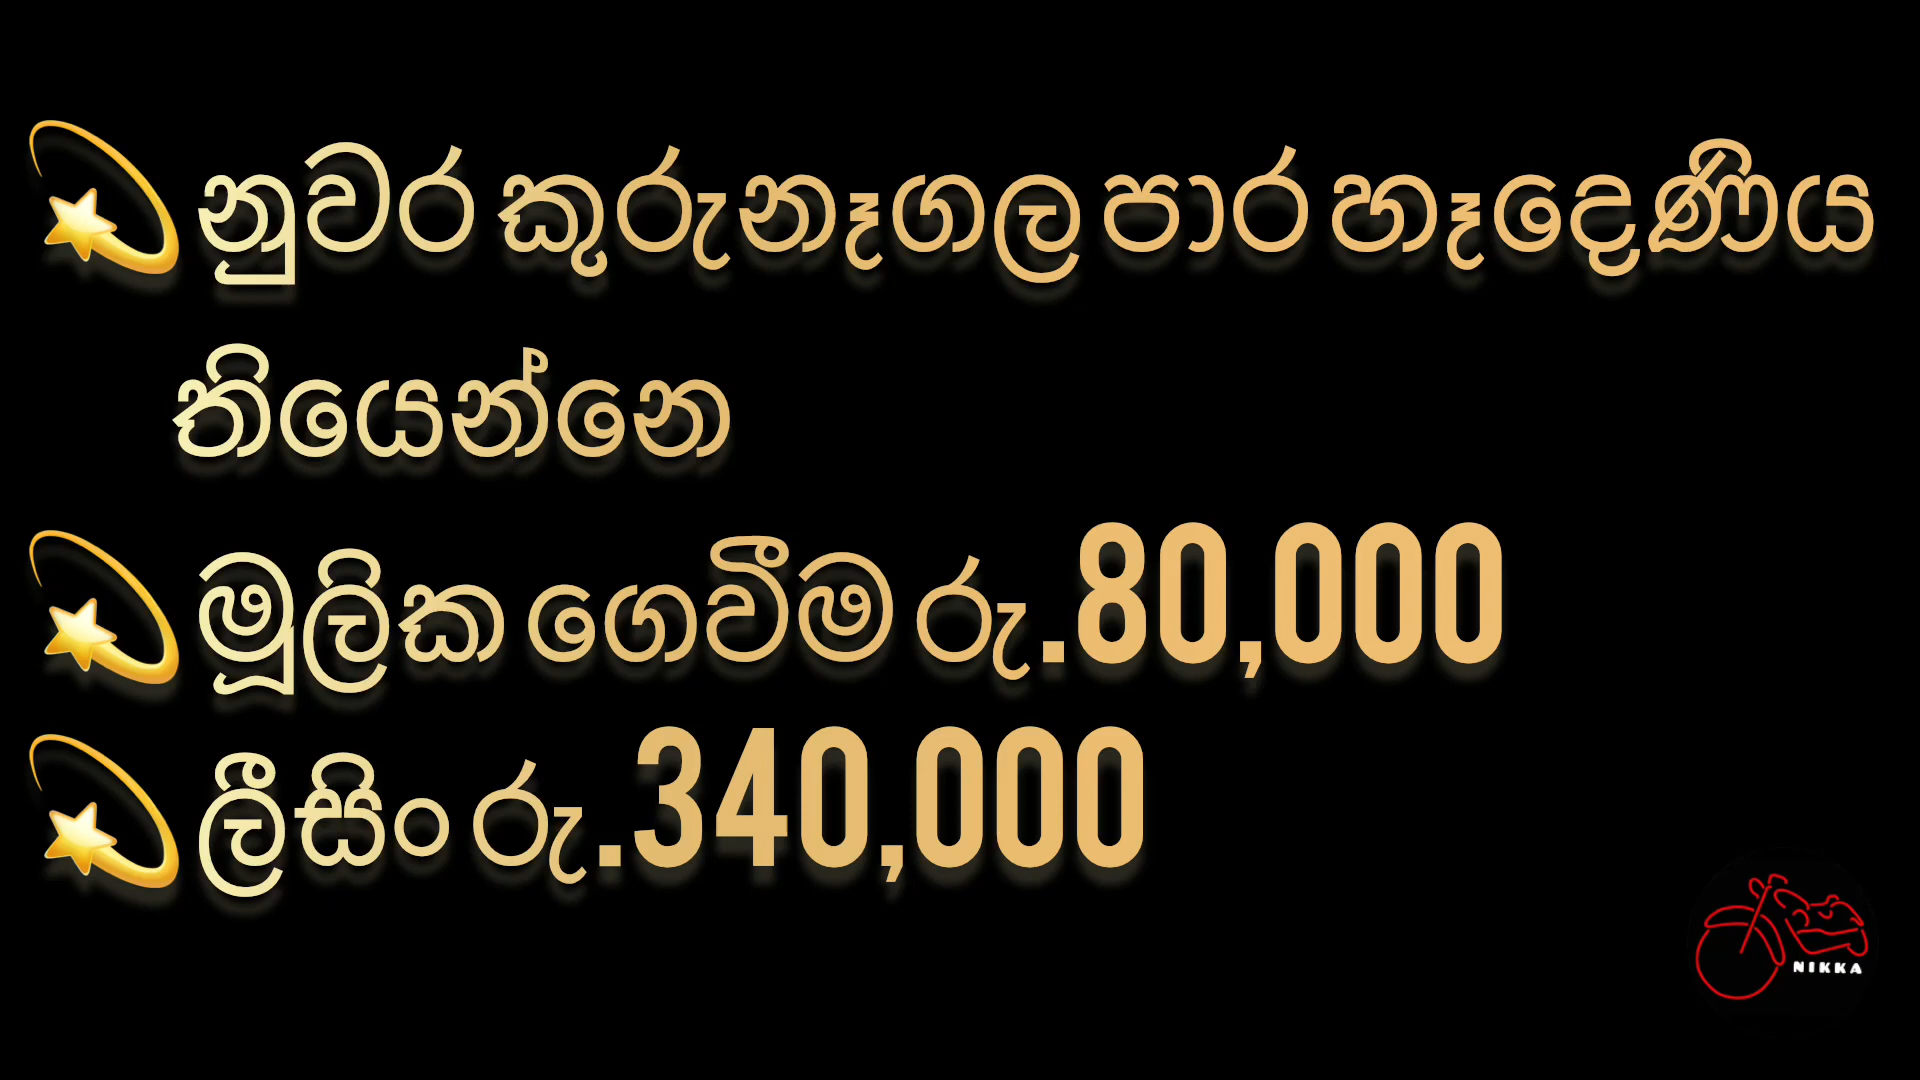 💫 නුවර කුරුනෑගල පාර හෑදෙණිය
තියෙන්නෙ
💫 මූලික ගෙවීම රු.80,000
💫 ලීසිං රු.340,000
NIKKA